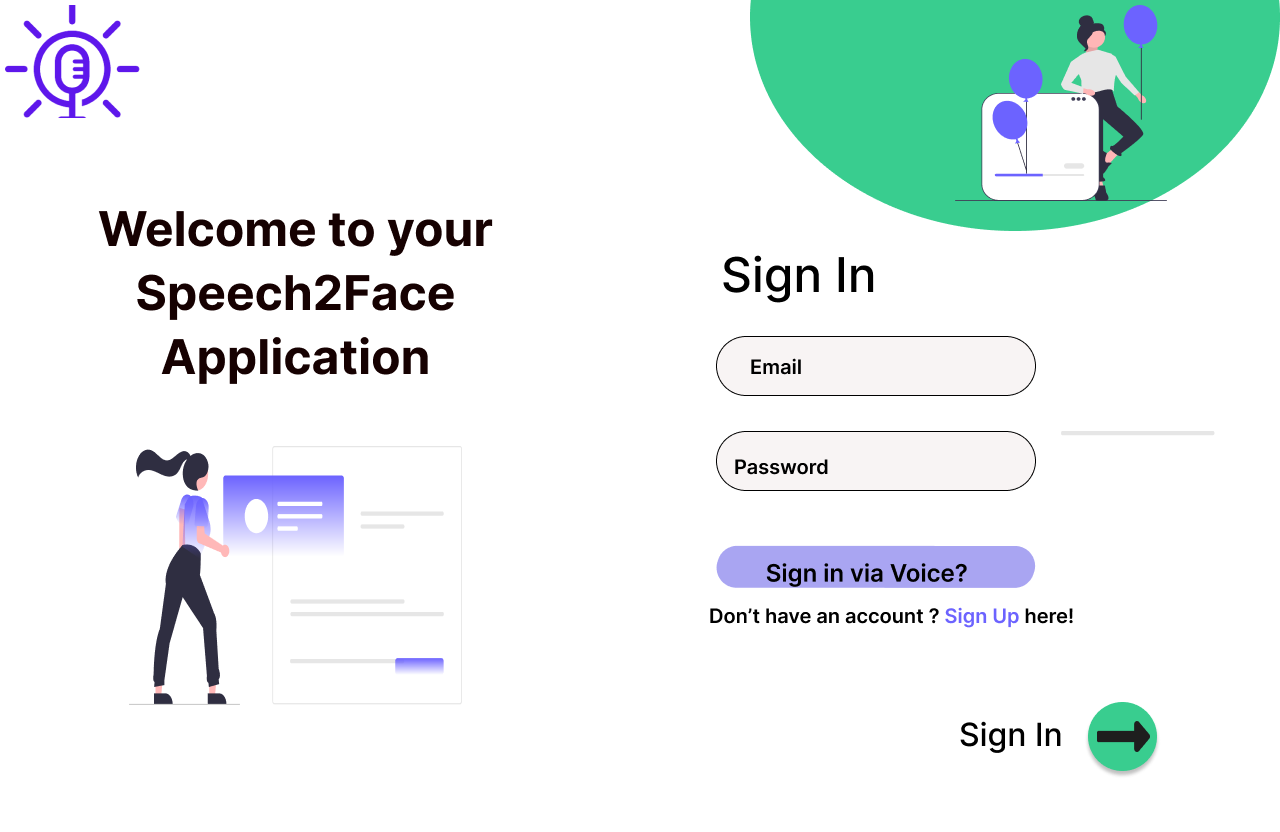 Welcome to your
Speech2Face
Application
Sign In
Email
Password
Sign in via Voice?
Don’t have an account ? Sign Up here!
Sign In